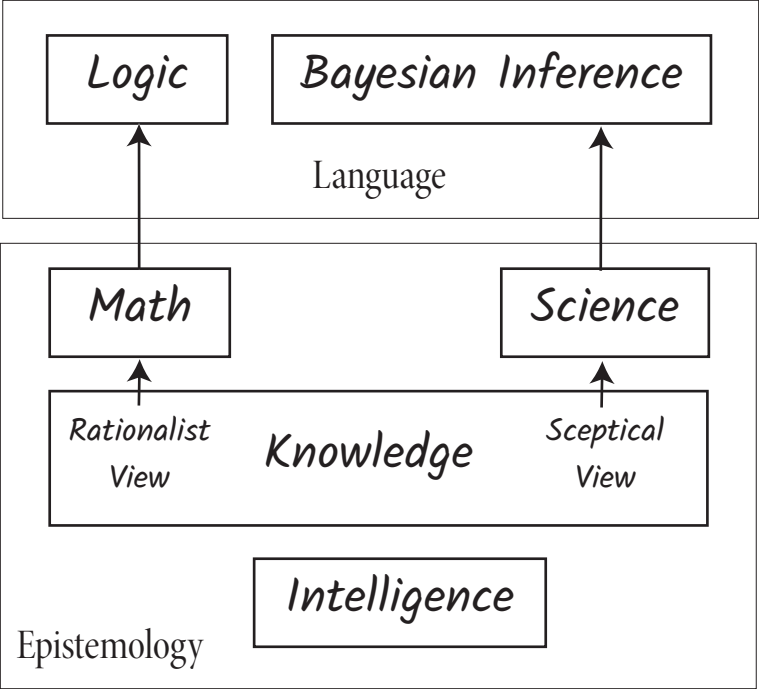 Logic
Bayesian Inference
Language
Math
Science
Rationalist
View
Knowledge
Sceptical
View
Intelligence
Epistemology